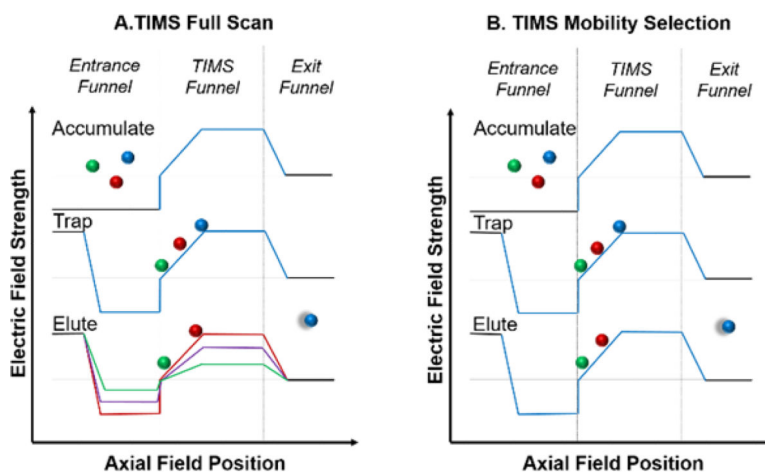 A.TIMS Full Scan
Entrance Funnel
TIMS Funnel
Exit Funnel
Accumulate
Trap
Elute
Electric Field Strength
Axial Field Position
B. TIMS Mobility Selection
Entrance Funnel
TIMS Funnel
Exit Funnel
Accumulate
Trap
Elute
Electric Field Strength
Axial Field Position